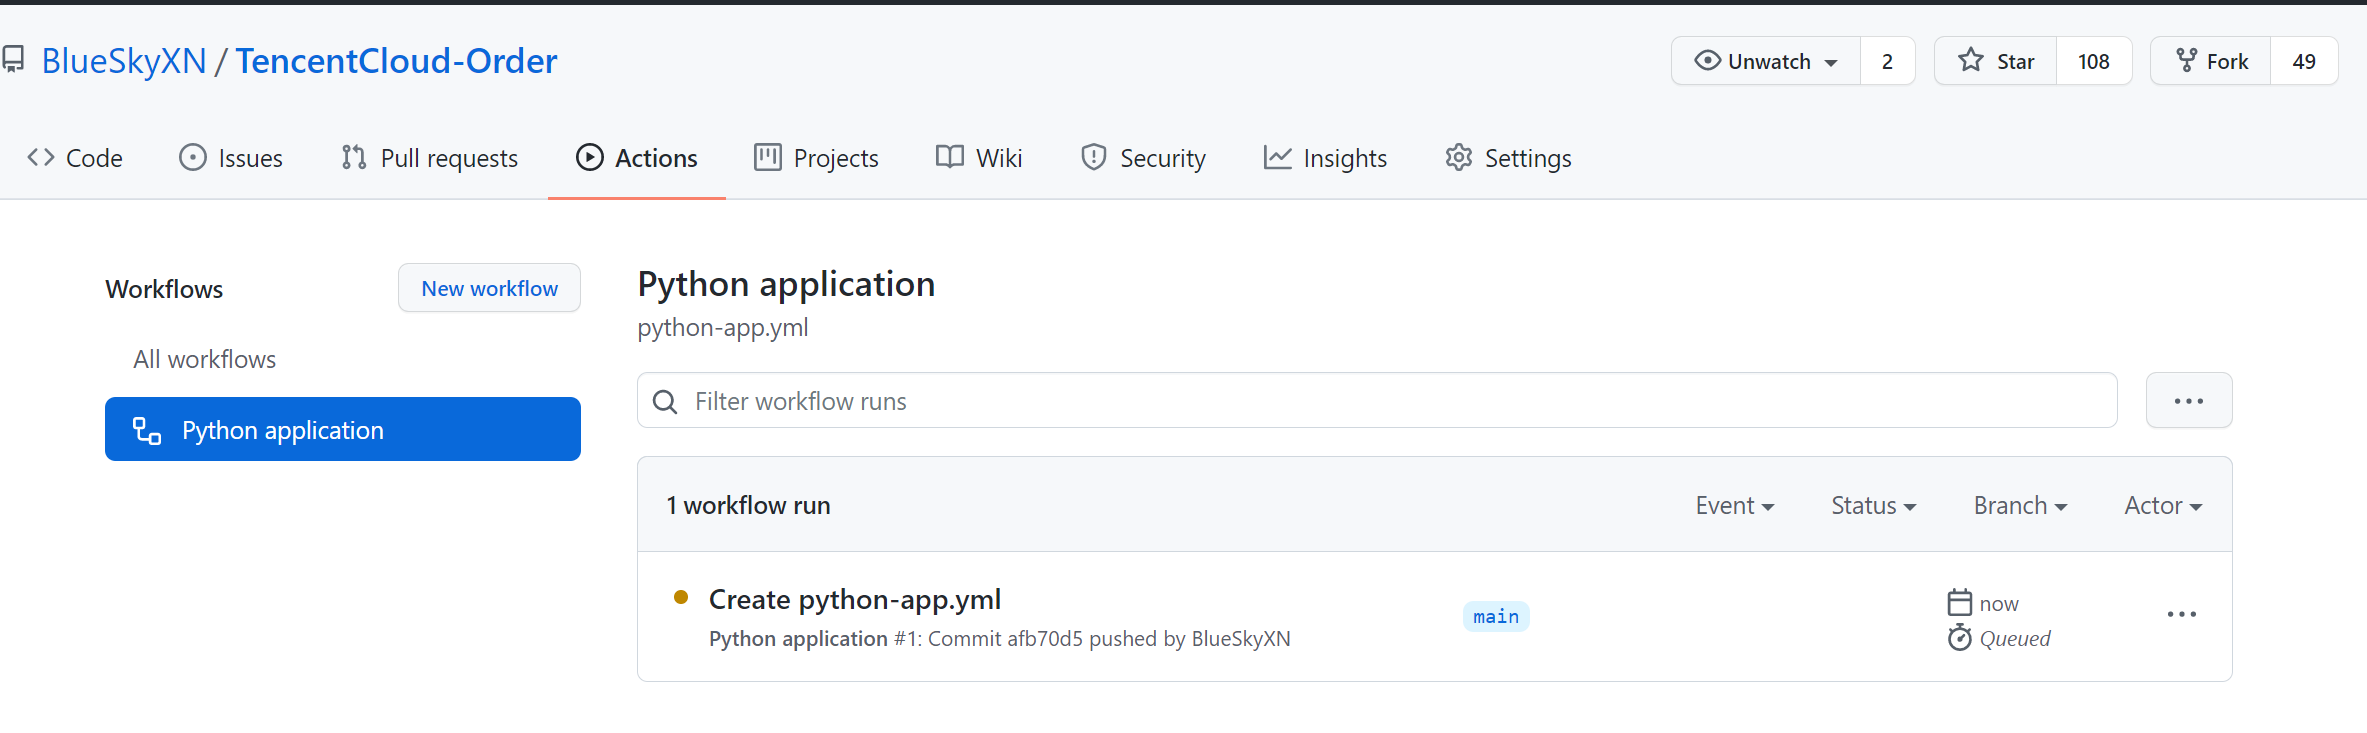 BlueSkyXN / TencentCloud-Order
Unwatch 2
Star 108
Fork 49
Code Issues Pull requests Actions Projects Wiki Security Insights Settings
Workflows
New workflow
All workflows
Python application
Python application
python-app.yml
Filter workflow runs
1 workflow run
Event Status Branch Actor
Create python-app.yml
Python application #1: Commit afb70d5 pushed by BlueSkyXN
main
now
Queued